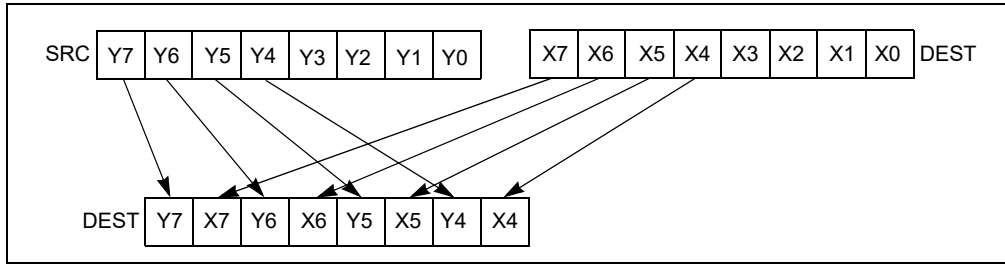 SRC Y7 Y6 Y5 Y4 Y3 Y2 Y1 Y0 X7 X6 X5 X4 X3 X2 X1 X0 DEST
DEST Y7 X7 Y6 X6 Y5 X5 Y4 X4